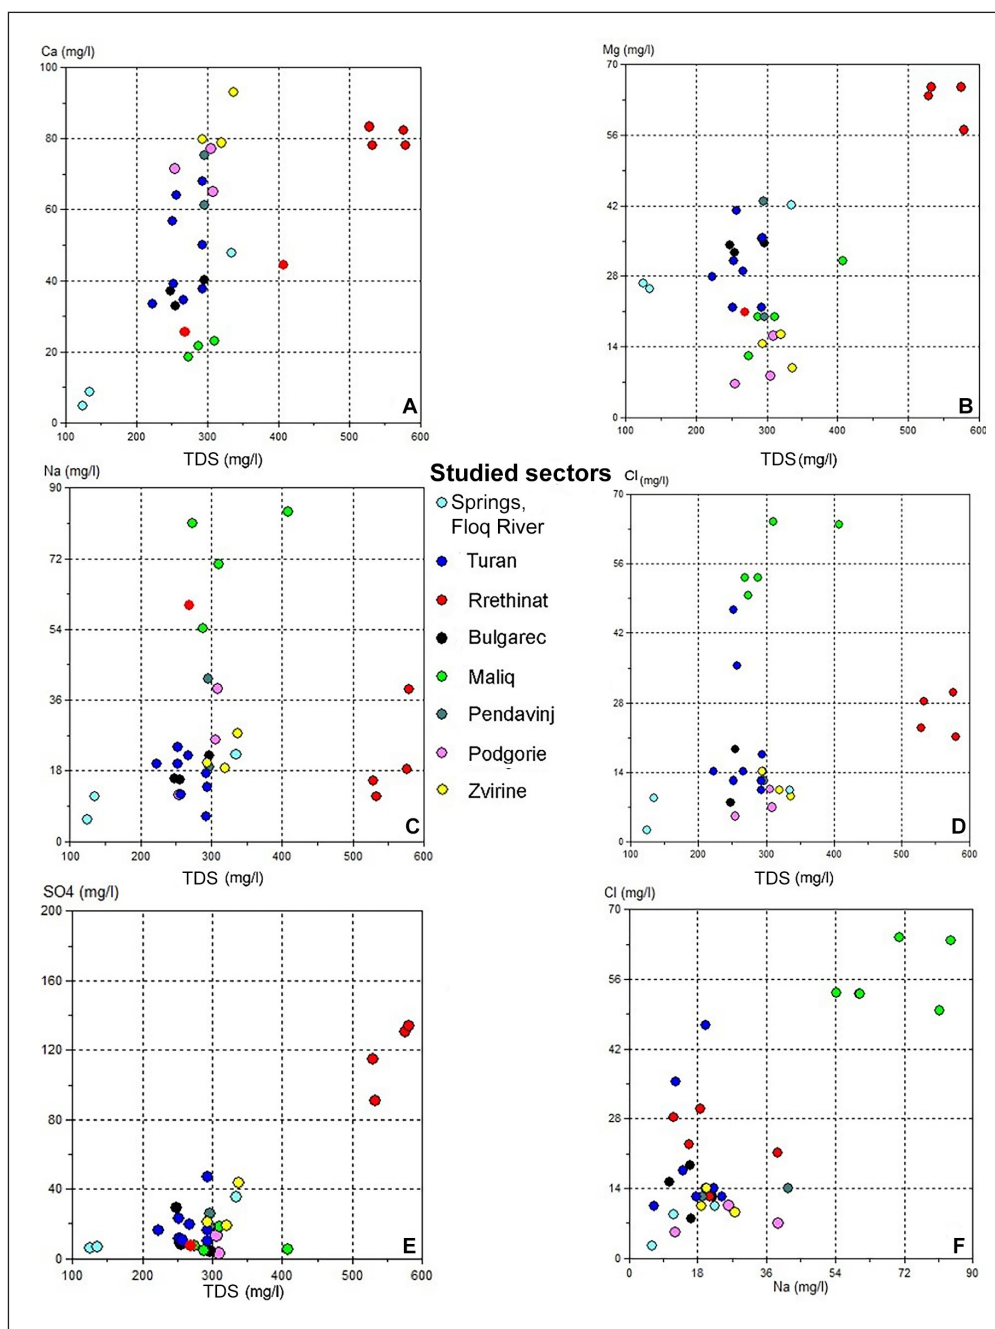 Ca (mg/l)
100
80
60
40
20
0
A
100 200 300 400 500 600
TDS (mg/l)
Mg (mg/l)
70
56
42
28
14
0
B
100 200 300 400 500 600
TDS (mg/l)
Na (mg/l)
90
72
54
36
18
0
C
100 200 300 400 500 600
TDS (mg/l)
Studied sectors
Springs,
Floq River
Turan
Rrethinat
Bulgarec
Maliq
Pendavinj
Podgorie
Zvirine
Cl (mg/l)
70
56
42
28
14
0
D
100 200 300 400 500 600
TDS (mg/l)
SO4 (mg/l)
200
160
120
80
40
0
E
100 200 300 400 500 600
TDS (mg/l)
Cl (mg/l)
70
56
42
28
14
0
F
0 18 36 54 72 90
Na (mg/l)